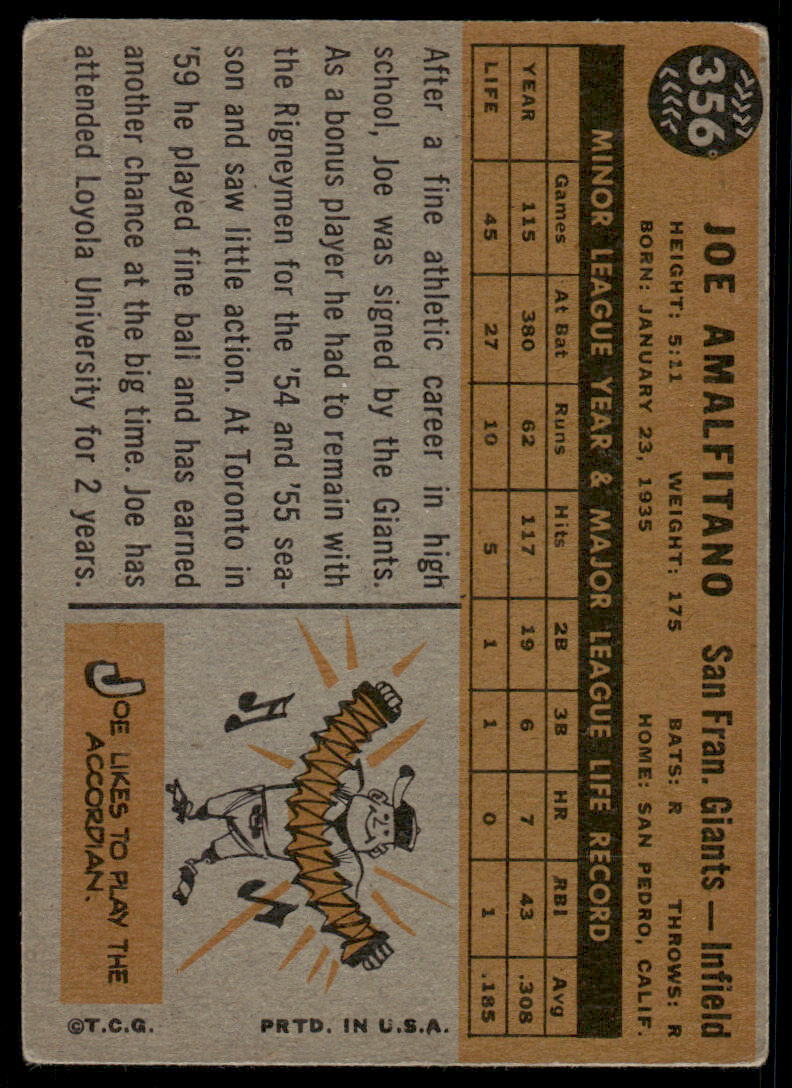 356
JOE AMALFITANO San Fran. Giants — Infield
HEIGHT: 5:11 WEIGHT: 175 BATS: R THROWS: R
BORN: JANUARY 23, 1935 HOME: SAN PEDRO, CALIF.
MINOR LEAGUE YEAR & MAJOR LEAGUE LIFE RECORD
Games At Bat Runs Hits 2B 3B HR RBI Avg
YEAR 115 380 62 117 19 6 7 43 .308
LIFE 45 27 10 5 1 1 0 1 .185
After a fine athletic career in high
school, Joe was signed by the Giants.
As a bonus player he had to remain with
the Rigneymen for the '54 and '55 sea-
son and saw little action. At Toronto in
'59 he played fine ball and has earned
another chance at the big time. Joe has
attended Loyola University for 2 years.
JOE LIKES TO PLAY THE
ACCORDIAN.
©T.C.G. PRTD. IN U.S.A.